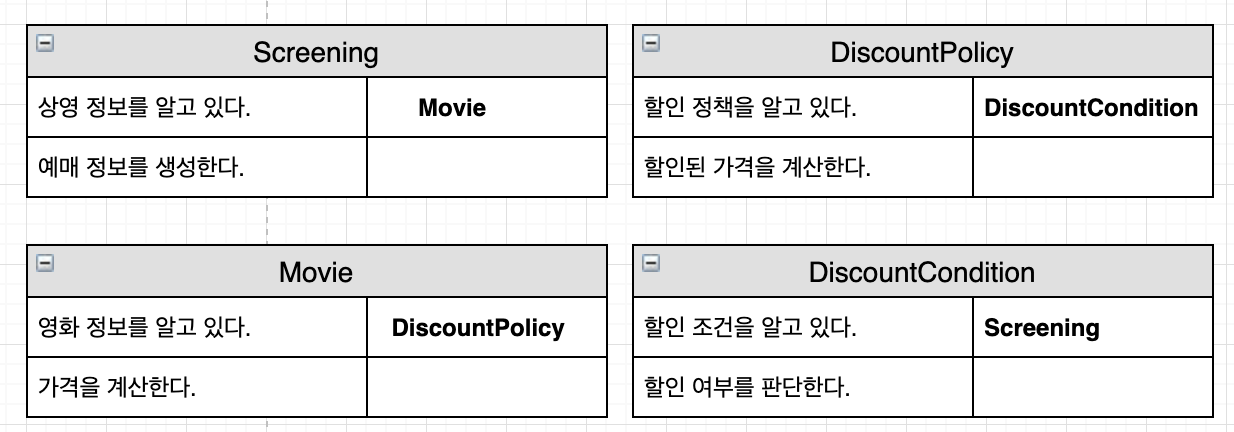 Screening
상영 정보를 알고 있다.
Movie
예매 정보를 생성한다.
DiscountPolicy
할인 정책을 알고 있다.
DiscountCondition
할인된 가격을 계산한다.
Movie
영화 정보를 알고 있다.
DiscountPolicy
가격을 계산한다.
DiscountCondition
할인 조건을 알고 있다.
Screening
할인 여부를 판단한다.